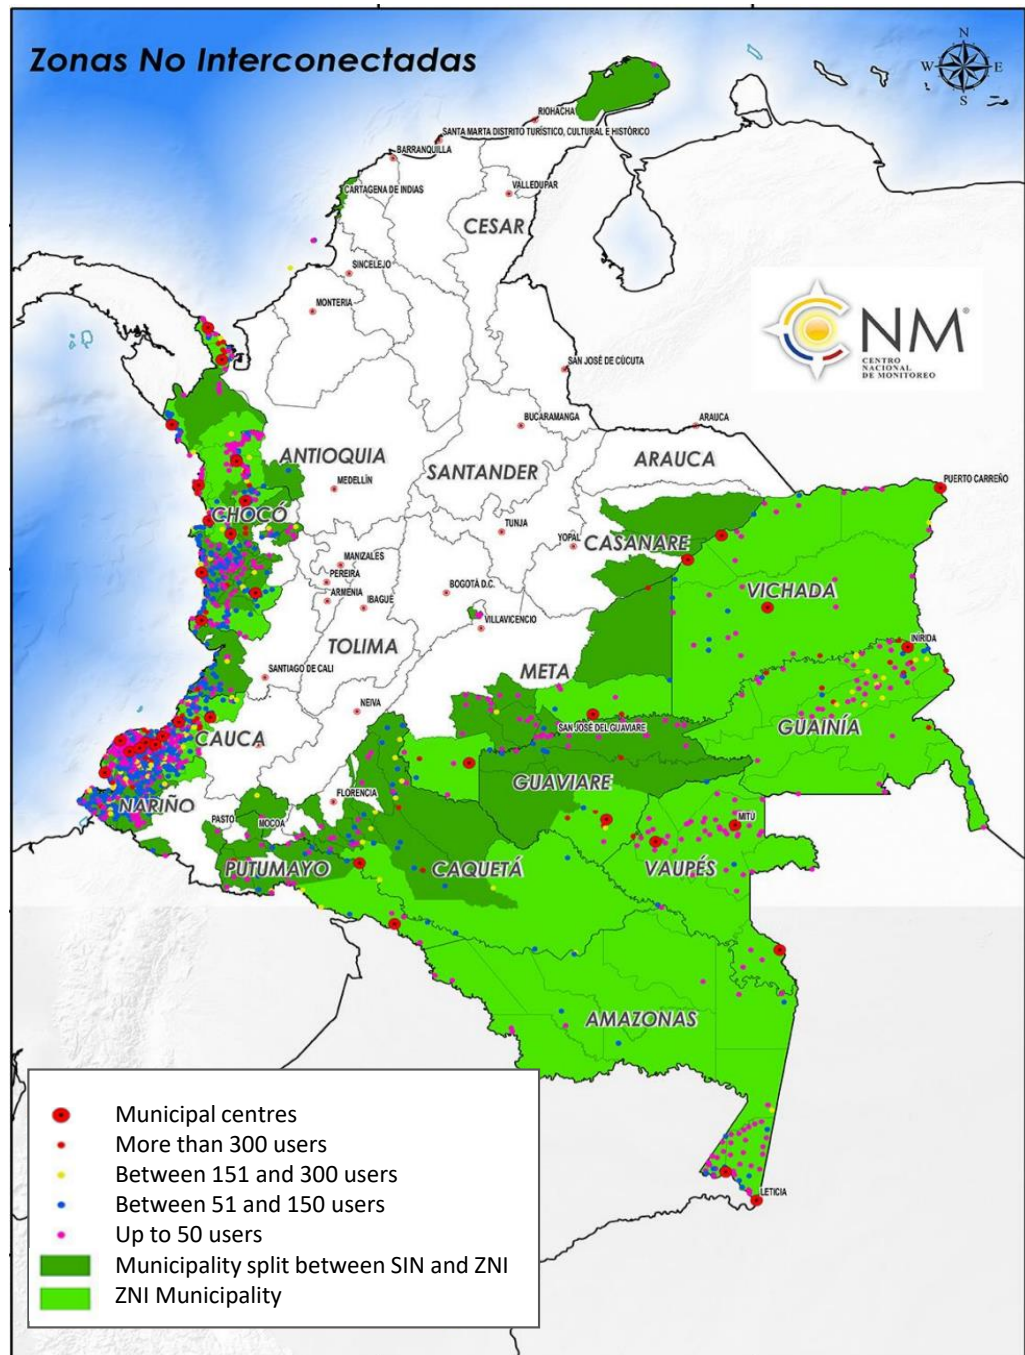 Zonas No Interconectadas
N
W E
S
RIOHACHA
SANTA MARTA DISTRITO TURÍSTICO, CULTURAL E HISTÓRICO
BARRANQUILLA
CARTAGENA DE INDIAS
VALLEDUPAR
CESAR
SINCELEJO
MONTERIA
CNM®
CENTRO
NACIONAL
DE MONITOREO
SAN JOSÉ DE CÚCUTA
BUCARAMANGA
ARAUCA
ANTIOQUIA
SANTANDER
ARAUCA
MEDELLÍN
PUERTO CARREÑO
CHOCÓ
TUNJA
YOPAL
CASANARE
MANIZALES
PEREIRA
ARMENIA
IBAGUÉ
BOGOTÁ D.C.
VICHADA
VILLAVICENCIO
TOLIMA
INIRIDA
SANTIAGO DE CALI
META
NEIVA
SAN JOSÉ DEL GUAVIARE
GUAINÍA
CAUCA
GUAVIARE
NARIÑO
FLORENCIA
PASTO
MOCOA
MITÚ
PUTUMAYO
CAQUETÁ
VAUPÉS
AMAZONAS
LETICIA
Municipal centres
More than 300 users
Between 151 and 300 users
Between 51 and 150 users
Up to 50 users
Municipality split between SIN and ZNI
ZNI Municipality